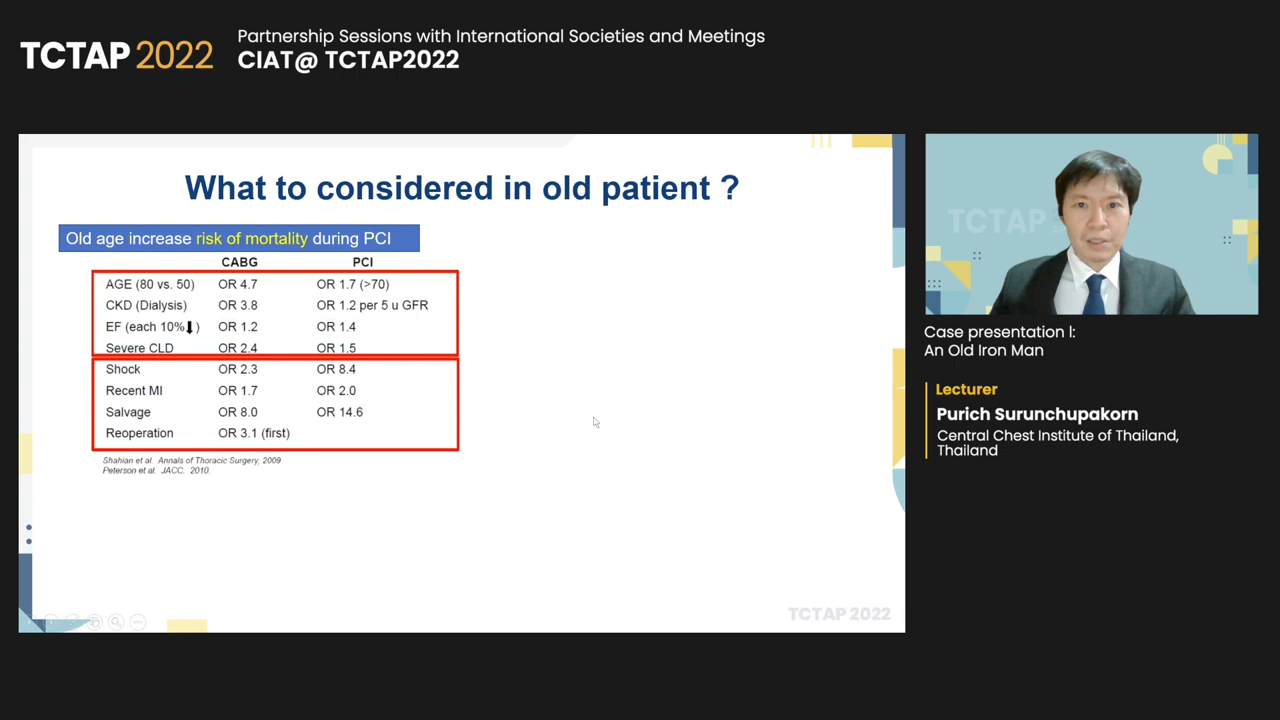 TCTAP 2022
Partnership Sessions with International Societies and Meetings
CIAT@ TCTAP2022
What to considered in old patient ?
Old age increase risk of mortality during PCI
CABG PCI
AGE (80 vs. 50) OR 4.7 OR 1.7 (>70)
CKD (Dialysis) OR 3.8 OR 1.2 per 5 u GFR
EF (each 10%⬇) OR 1.2 OR 1.4
Severe CLD OR 2.4 OR 1.5
Shock OR 2.3 OR 8.4
Recent MI OR 1.7 OR 2.0
Salvage OR 8.0 OR 14.6
Reoperation OR 3.1 (first)
Shahian et al. Annals of Thoracic Surgery, 2009
Peterson et al. JACC. 2010.
TCTAP 2022
TCTAP 2022
Case presentation I:
An Old Iron Man
Lecturer
Purich Surunchupakorn
Central Chest Institute of Thailand,
Thailand